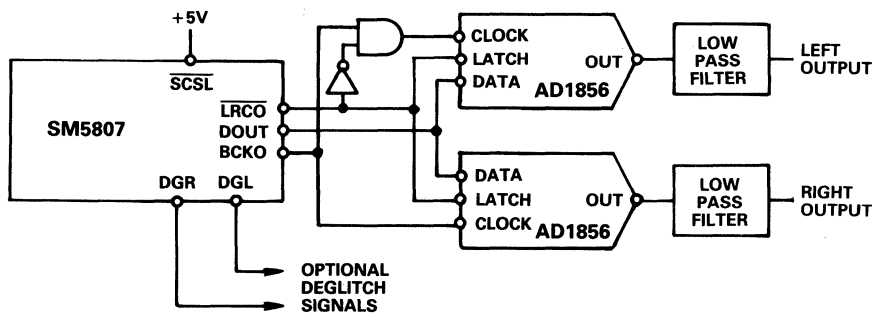 +5V
SCSL
SM5807
LRCO
DOUT
BCKO
DGR
DGL
OPTIONAL
DEGLITCH
SIGNALS
CLOCK
LATCH
DATA
OUT
AD1856
LOW
PASS
FILTER
LEFT
OUTPUT
DATA
LATCH
CLOCK
OUT
AD1856
LOW
PASS
FILTER
RIGHT
OUTPUT